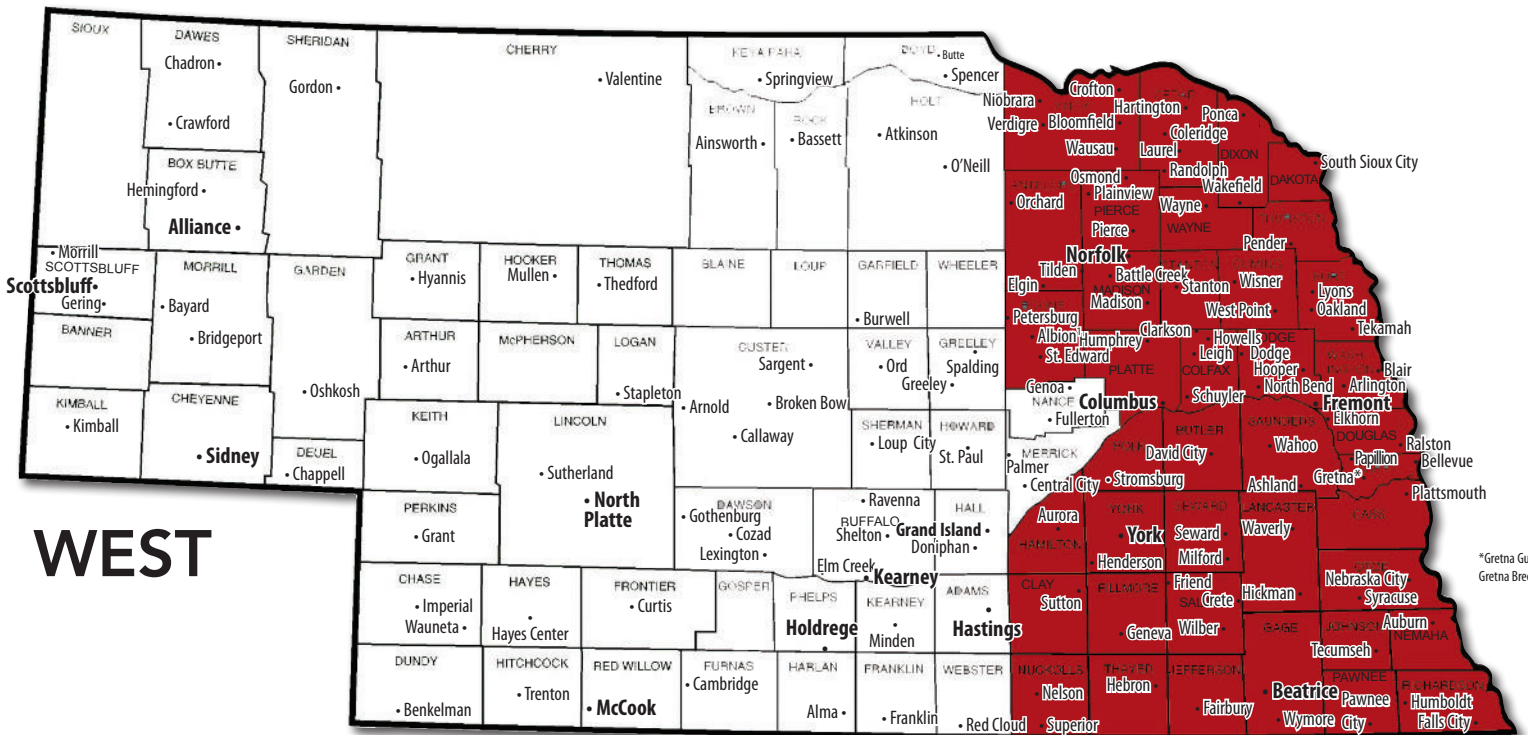 SIOUX
DAWES
Chadron
Crawford
SHERIDAN
Gordon
CHERRY
Valentine
KEYA PAHA
Springview
BOYD
Butte
Spencer
BROWN
Ainsworth
ROCK
Bassett
HOLT
Atkinson
O'Neill
Niobrara
Verdigre
Crofton
Bloomfield
Wausau
Hartington
Coleridge
Laurel
Randolph
Ponca
DIXON
Wakefield
South Sioux City
DAKOTA
BOX BUTTE
Hemingford
Alliance
Osmond
Plainview
Orchard
PIERCE
Pierce
Wayne
WAYNE
Pender
Morrill
SCOTTSBLUFF
Scottsbluff
Gering
MORRILL
Bayard
Bridgeport
GARDEN
Oshkosh
GRANT
Hyannis
HOOKER
Mullen
THOMAS
Thedford
BLAINE
LOUP
GARFIELD
Burwell
WHEELER
Norfolk
Tilden
Elgin
Battle Creek
MADISON
Madison
STANTON
Stanton
Wisner
West Point
Lyons
Oakland
Tekamah
BANNER
ARTHUR
Arthur
McPHERSON
LOGAN
Stapleton
CUSTER
Sargent
Arnold
Broken Bow
Callaway
VALLEY
Ord
GREELEY
Spalding
Greeley
Petersburg
Albion
St. Edward
Humphrey
PLATTE
Clarkson
Howells
Leigh
COLFAX
Schuyler
Dodge
Hooper
North Bend
Blair
Arlington
Fremont
Elkhorn
KIMBALL
Kimball
CHEYENNE
Sidney
DEUEL
Chappell
KEITH
Ogallala
LINCOLN
Sutherland
North
Platte
SHERMAN
Loup City
HOWARD
St. Paul
Genoa
NANCE
Fullerton
Columbus
MERRICK
Palmer
Central City
POLK
Stromsburg
BUTLER
David City
SAUNDERS
Wahoo
Ashland
DOUGLAS
Papillion
Gretna*
Ralston
Bellevue
Plattsmouth
CASS
WEST
PERKINS
Grant
DAWSON
Gothenburg
Cozad
Lexington
BUFFALO
Ravenna
Shelton
Elm Creek
Kearney
HALL
Grand Island
Doniphan
Aurora
HAMILTON
YORK
York
Henderson
SEWARD
Seward
Milford
LANCASTER
Waverly
Hickman
*Gretna Gu
Gretna Bree
CHASE
Imperial
Wauneta
HAYES
Hayes Center
FRONTIER
Curtis
GOSPER
PHELPS
Holdrege
KEARNEY
Minden
ADAMS
Hastings
CLAY
Sutton
FILLMORE
Geneva
Friend
Crete
Wilber
Nebraska City
Syracuse
GAGE
JOHNSON
Tecumseh
Auburn
NEMAHA
DUNDY
Benkelman
HITCHCOCK
Trenton
RED WILLOW
McCook
FURNAS
Cambridge
HARLAN
Alma
FRANKLIN
Franklin
WEBSTER
Red Cloud
NUCKOLLS
Nelson
Superior
THAYER
Hebron
JEFFERSON
Fairbury
Beatrice
Wymore
PAWNEE
Pawnee
City
RICHARDSON
Humboldt
Falls City